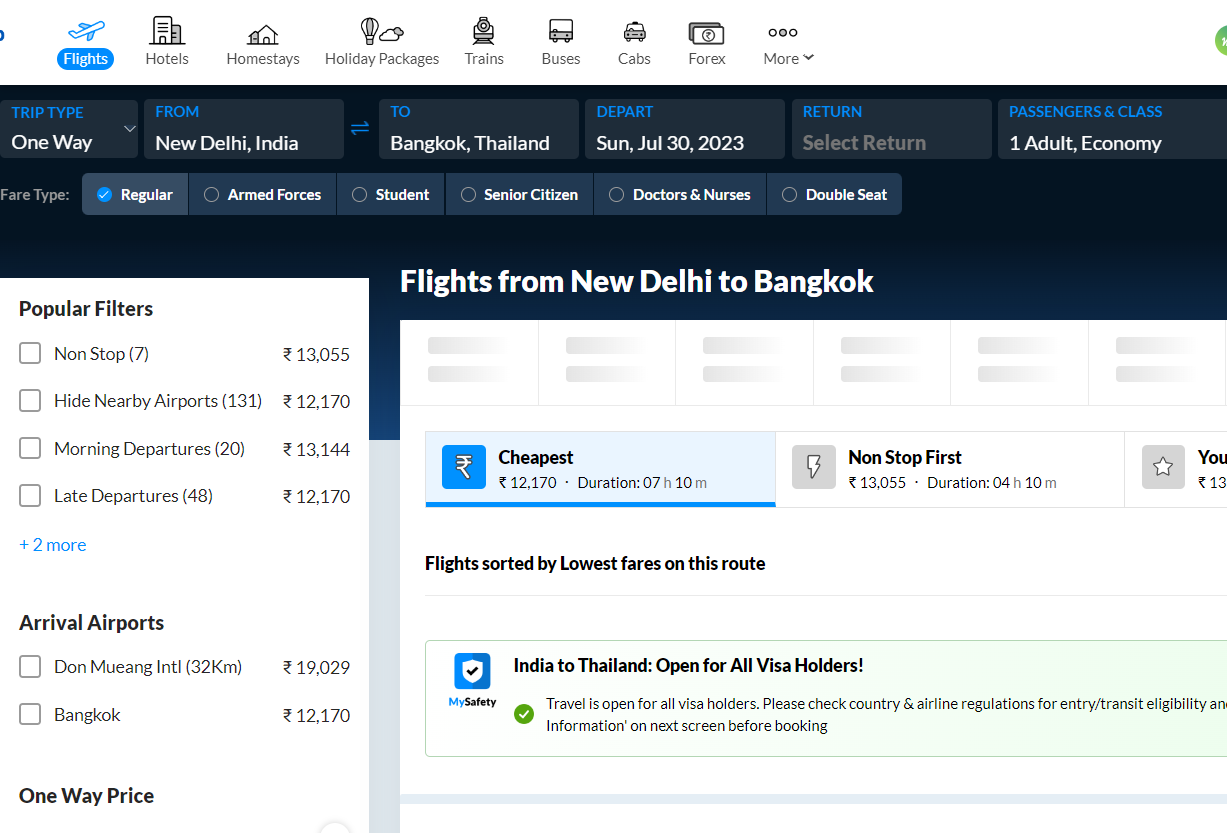 Flights
Hotels
Homestays
Holiday Packages
Trains
Buses
Cabs
Forex
More
TRIP TYPE
One Way
FROM
New Delhi, India
TO
Bangkok, Thailand
DEPART
Sun, Jul 30, 2023
RETURN
Select Return
PASSENGERS & CLASS
1 Adult, Economy
Fare Type:
Regular
Armed Forces
Student
Senior Citizen
Doctors & Nurses
Double Seat
Flights from New Delhi to Bangkok
Popular Filters
Non Stop (7) ₹ 13,055
Hide Nearby Airports (131) ₹ 12,170
Morning Departures (20) ₹ 13,144
Late Departures (48) ₹ 12,170
+ 2 more
Arrival Airports
Don Mueang Intl (32Km) ₹ 19,029
Bangkok ₹ 12,170
One Way Price
Cheapest
₹ 12,170 · Duration: 07 h 10 m
Non Stop First
₹ 13,055 · Duration: 04 h 10 m
You
₹ 13
Flights sorted by Lowest fares on this route
MySafety
India to Thailand: Open for All Visa Holders!
Travel is open for all visa holders. Please check country & airline regulations for entry/transit eligibility and
Information' on next screen before booking